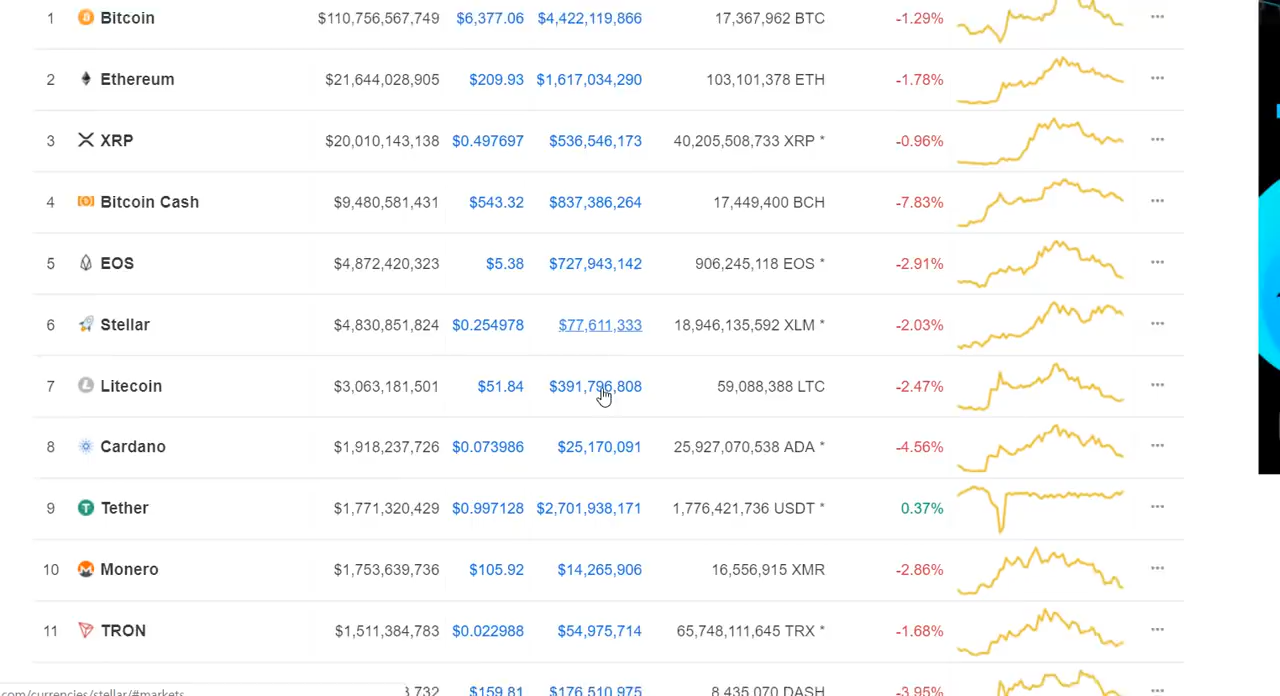 1 Bitcoin $110,756,567,749 $6,377.06 $4,422,119,866 17,367,962 BTC -1.29%
2 Ethereum $21,644,028,905 $209.93 $1,617,034,290 103,101,378 ETH -1.78%
3 XRP $20,010,143,138 $0.497697 $536,546,173 40,205,508,733 XRP * -0.96%
4 Bitcoin Cash $9,480,581,431 $543.32 $837,386,264 17,449,400 BCH -7.83%
5 EOS $4,872,420,323 $5.38 $727,943,142 906,245,118 EOS * -2.91%
6 Stellar $4,830,851,824 $0.254978 $77,611,333 18,946,135,592 XLM * -2.03%
7 Litecoin $3,063,181,501 $51.84 $391,796,808 59,088,388 LTC -2.47%
8 Cardano $1,918,237,726 $0.073986 $25,170,091 25,927,070,538 ADA * -4.56%
9 Tether $1,771,320,429 $0.997128 $2,701,938,171 1,776,421,736 USDT * 0.37%
10 Monero $1,753,639,736 $105.92 $14,265,906 16,556,915 XMR -2.86%
11 TRON $1,511,384,783 $0.022988 $54,975,714 65,748,111,645 TRX * -1.68%
3,732 $159.81 $176,510,975 8,435,070 DASH -3.95%
.com/currencies/stellar/#markets